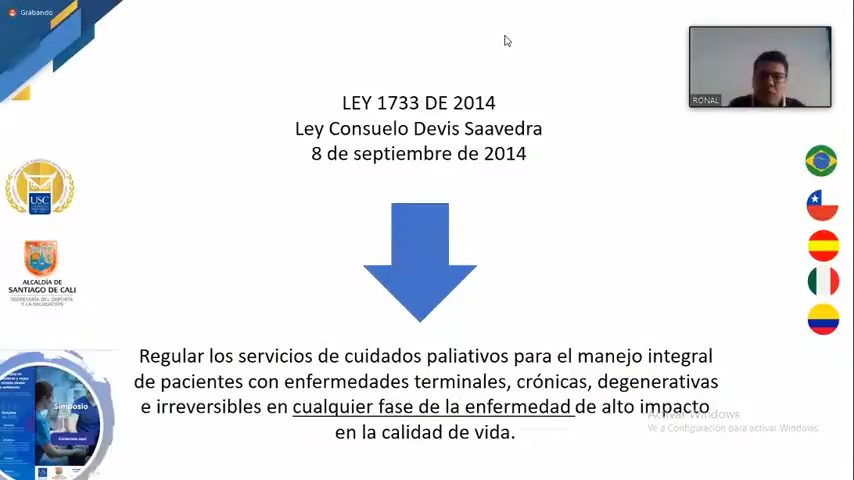 Grabando
LEY 1733 DE 2014
Ley Consuelo Devis Saavedra
8 de septiembre de 2014
RONAL
USC
ALCALDÍA DE
SANTIAGO DE CALI
SECRETARÍA DEL DEPORTE
Y LA RECREACIÓN
Regular los servicios de cuidados paliativos para el manejo integral
de pacientes con enfermedades terminales, crónicas, degenerativas
e irreversibles en cualquier fase de la enfermedad de alto impacto
en la calidad de vida.
Simposio
Activar Windows
Ve a Configuración para activar Windows.